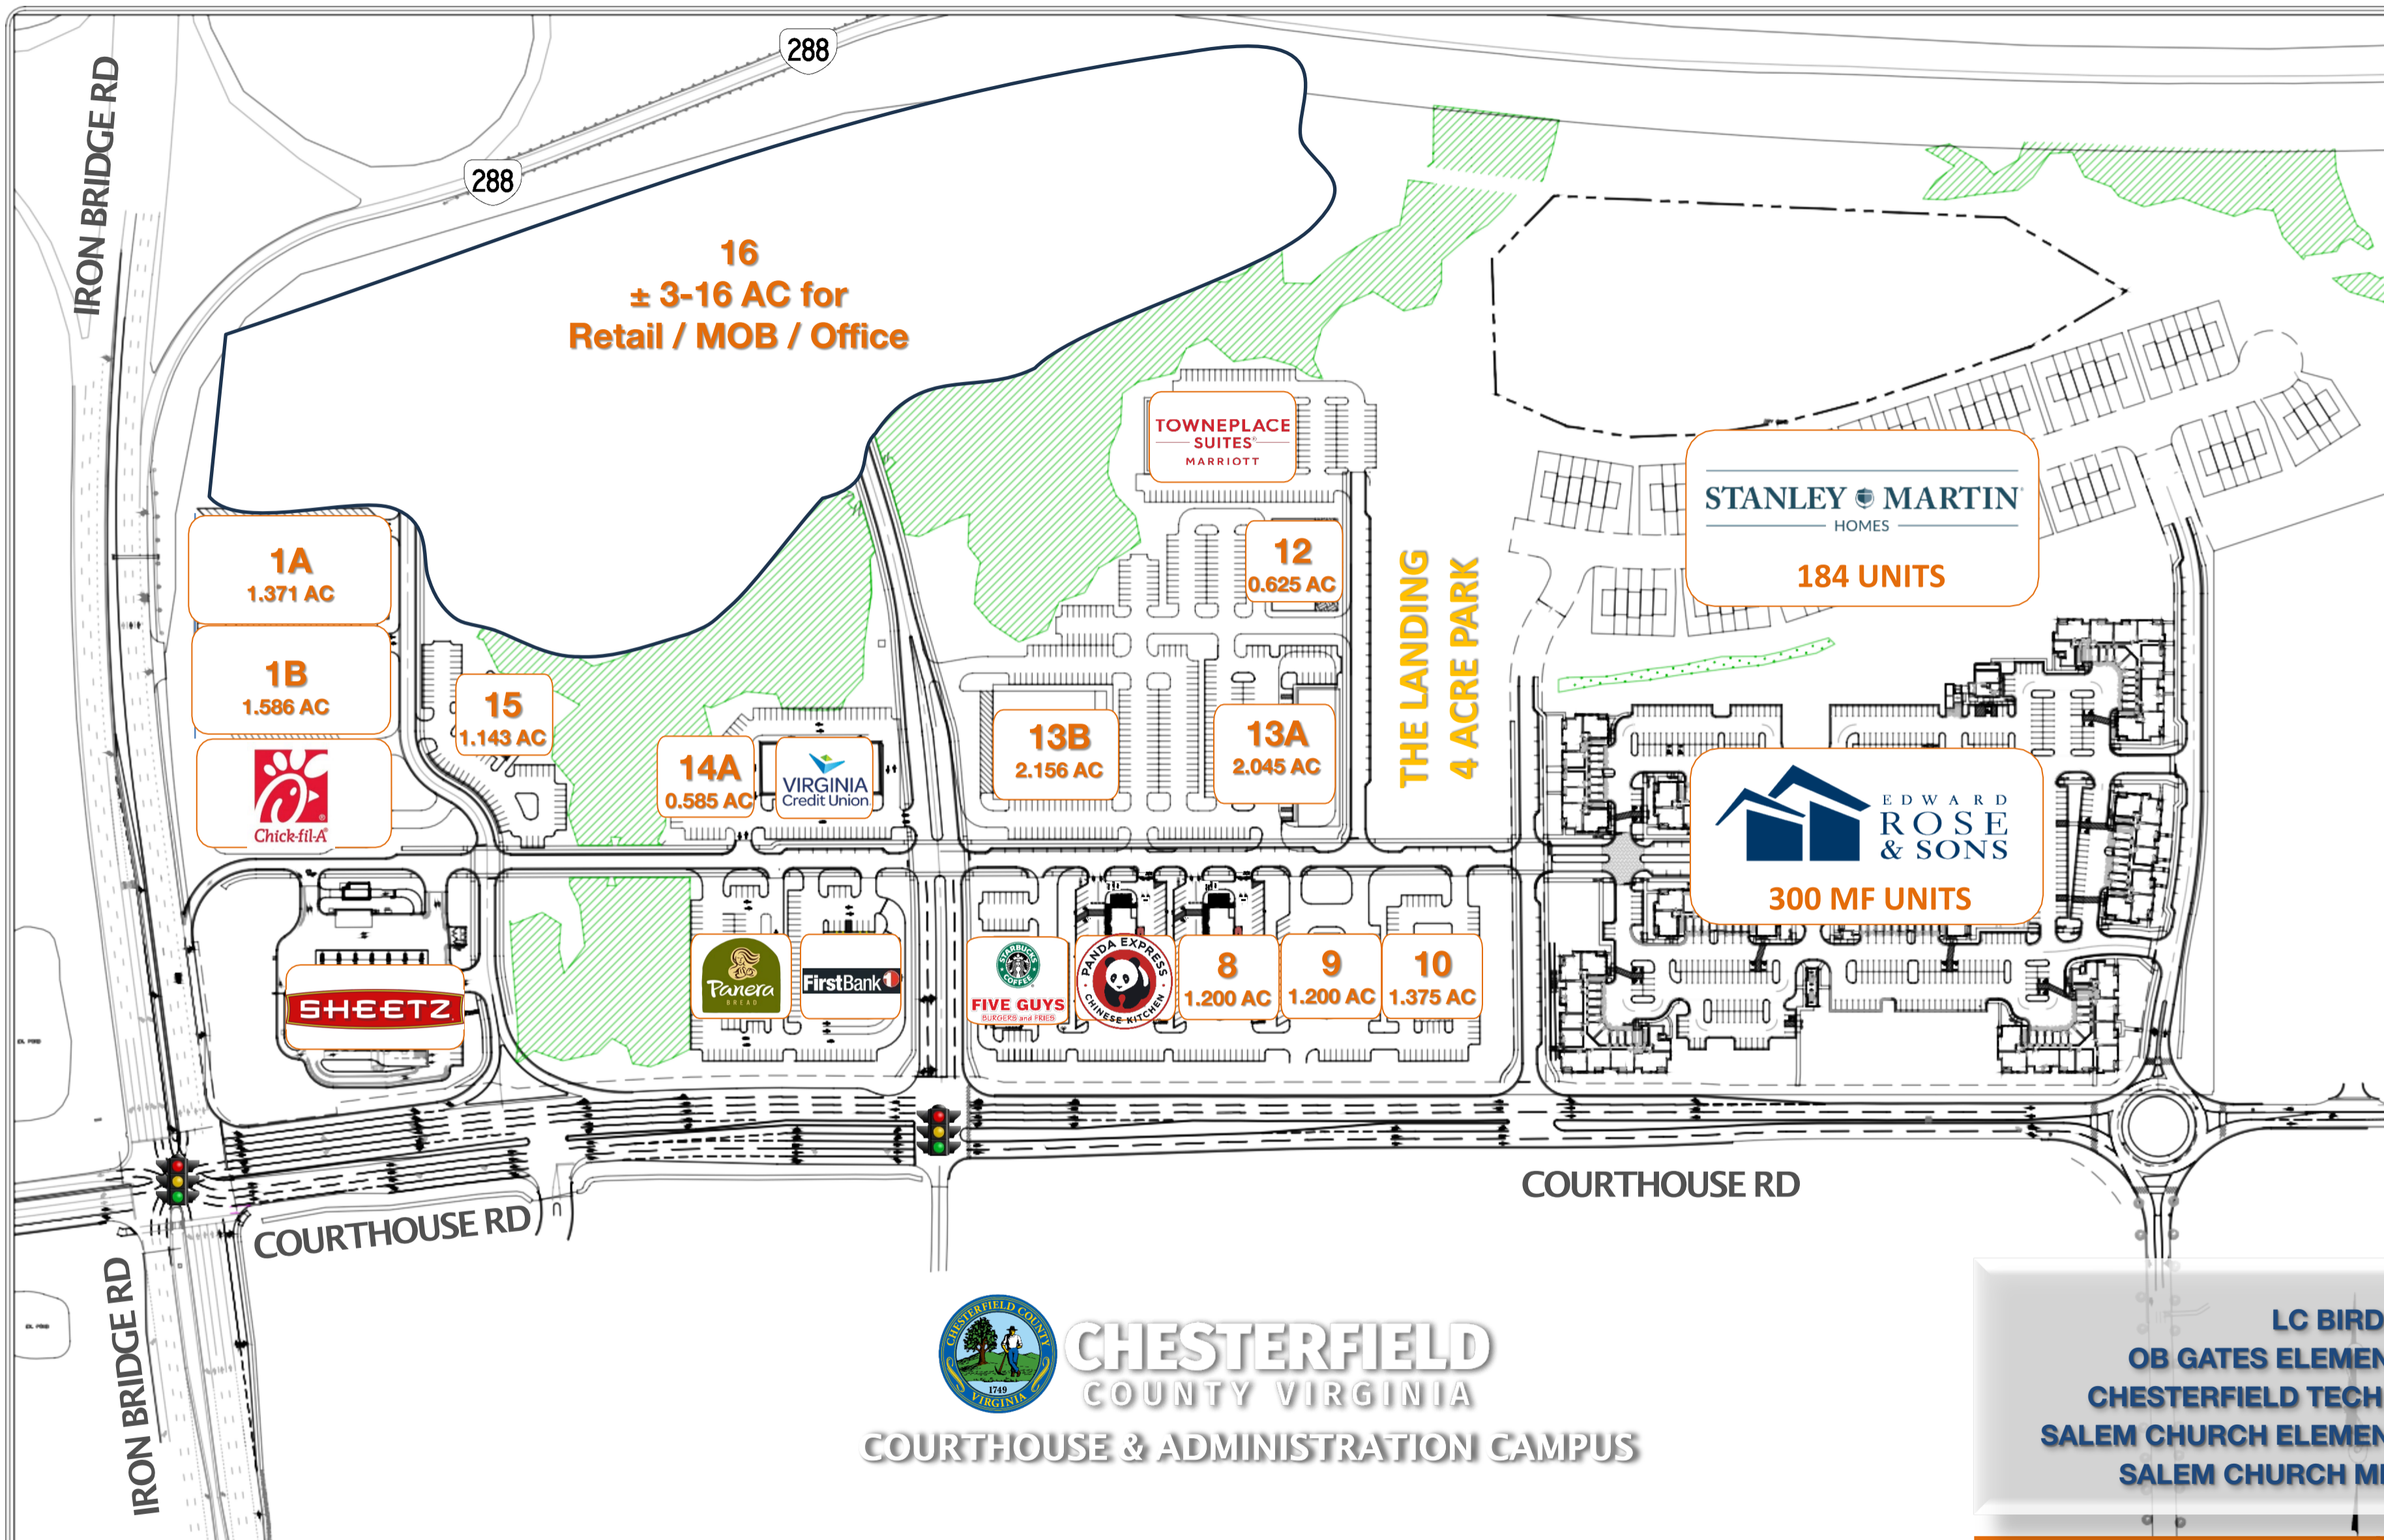 288
288
IRON BRIDGE RD
16
± 3-16 AC for
Retail / MOB / Office
TOWNEPLACE
SUITES
MARRIOTT
STANLEY MARTIN
HOMES
184 UNITS
12
0.625 AC
1A
1.371 AC
1B
1.586 AC
15
1.143 AC
Chick-fil-A®
14A
0.585 AC
VIRGINIA
Credit Union
13B
2.156 AC
13A
2.045 AC
THE LANDING
4 ACRE PARK
EDWARD
ROSE
& SONS
300 MF UNITS
SHEETZ
Panera
BREAD
FirstBank
STARBUCKS
COFFEE
FIVE GUYS
BURGERS and FRIES
PANDA EXPRESS
CHINESE KITCHEN
8
1.200 AC
9
1.200 AC
10
1.375 AC
COURTHOUSE RD
COURTHOUSE RD
IRON BRIDGE RD
CHESTERFIELD COUNTY
1749
VIRGINIA
CHESTERFIELD
COUNTY VIRGINIA
COURTHOUSE & ADMINISTRATION CAMPUS
LC BIRD
OB GATES ELEMEN
CHESTERFIELD TECH
SALEM CHURCH ELEMEN
SALEM CHURCH MI